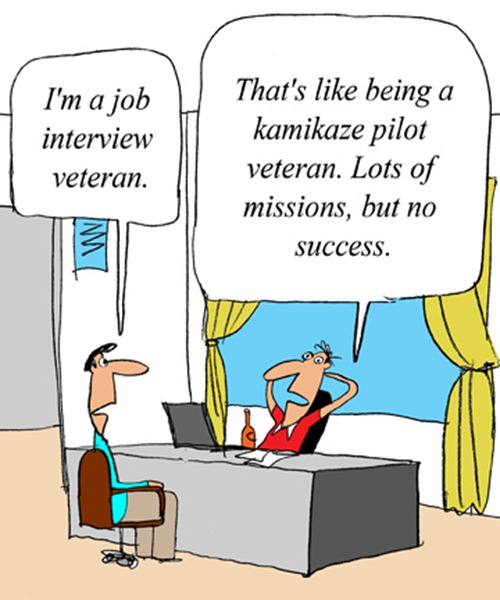 I'm a job
interview
veteran.
That's like being a
kamikaze pilot
veteran. Lots of
missions, but no
success.